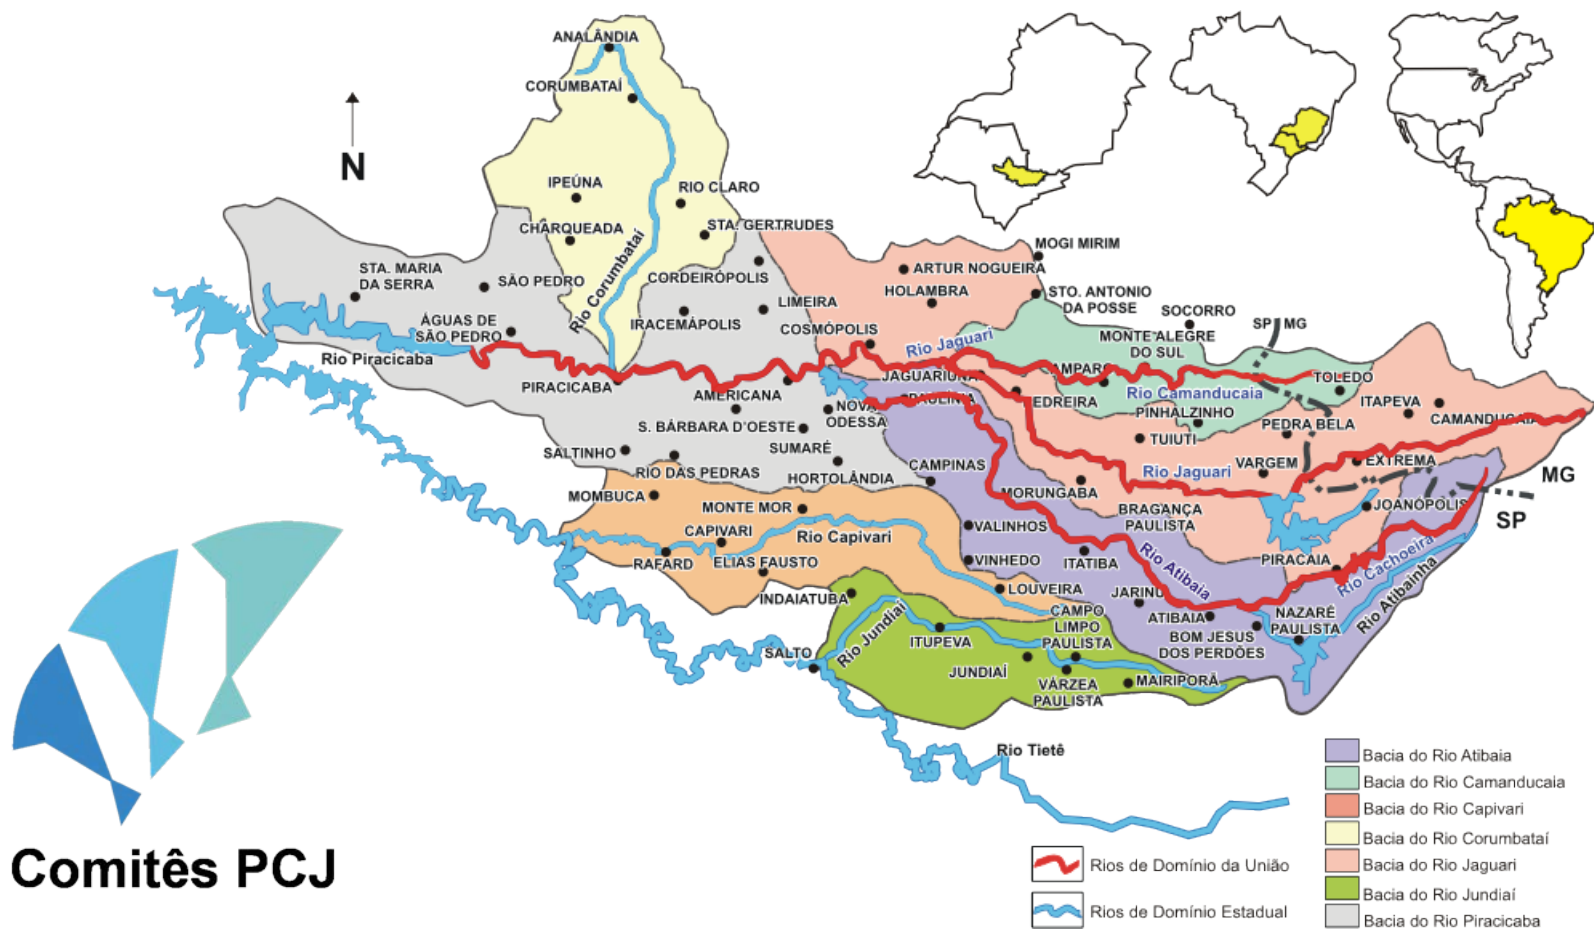 ANALÂNDIA
CORUMBATAÍ
N
IPEÚNA
RIO CLARO
CHARQUEADA
STA. GERTRUDES
Rio Corumbataí
MOGI MIRIM
STA. MARIA
DA SERRA
SÃO PEDRO
CORDEIRÓPOLIS
ARTUR NOGUEIRA
HOLAMBRA
STO. ANTONIO
DA POSSE
SOCORRO
LIMEIRA
IRACEMÁPOLIS
COSMÓPOLIS
SP MG
ÁGUAS DE
SÃO PEDRO
Rio Jaguari
MONTE ALEGRE
DO SUL
Rio Piracicaba
PIRACICABA
JAGUARIÚNA
AMPARO
TOLEDO
AMERICANA
PAULÍNIA
PEDREIRA
Rio Camanducaia
ITAPEVA
NOVA
ODESSA
PINHALZINHO
CAMANDUCAIA
S. BÁRBARA D'OESTE
PEDRA BELA
TUIUTI
SALTINHO
SUMARÉ
RIO DAS PEDRAS
HORTOLÂNDIA
CAMPINAS
Rio Jaguari
VARGEM
EXTREMA
MG
MOMBUCA
MONTE MOR
MORUNGABA
BRAGANÇA
PAULISTA
JOANÓPOLIS
SP
CAPIVARI
Rio Capivari
VALINHOS
RAFARD
ELIAS FAUSTO
VINHEDO
ITATIBA
Rio Atibaia
PIRACAIA
Rio Cachoeira
Rio Atibainha
INDAIATUBA
LOUVEIRA
JARINU
Rio Jundiaí
CAMPO
LIMPO
PAULISTA
ATIBAIA
NAZARÉ
PAULISTA
ITUPEVA
BOM JESUS
DOS PERDÕES
SALTO
JUNDIAÍ
VÁRZEA
PAULISTA
MAIRIPORÃ
Rio Tietê
Comitês PCJ
Rios de Domínio da União
Rios de Domínio Estadual
Bacia do Rio Atibaia
Bacia do Rio Camanducaia
Bacia do Rio Capivari
Bacia do Rio Corumbataí
Bacia do Rio Jaguari
Bacia do Rio Jundiaí
Bacia do Rio Piracicaba